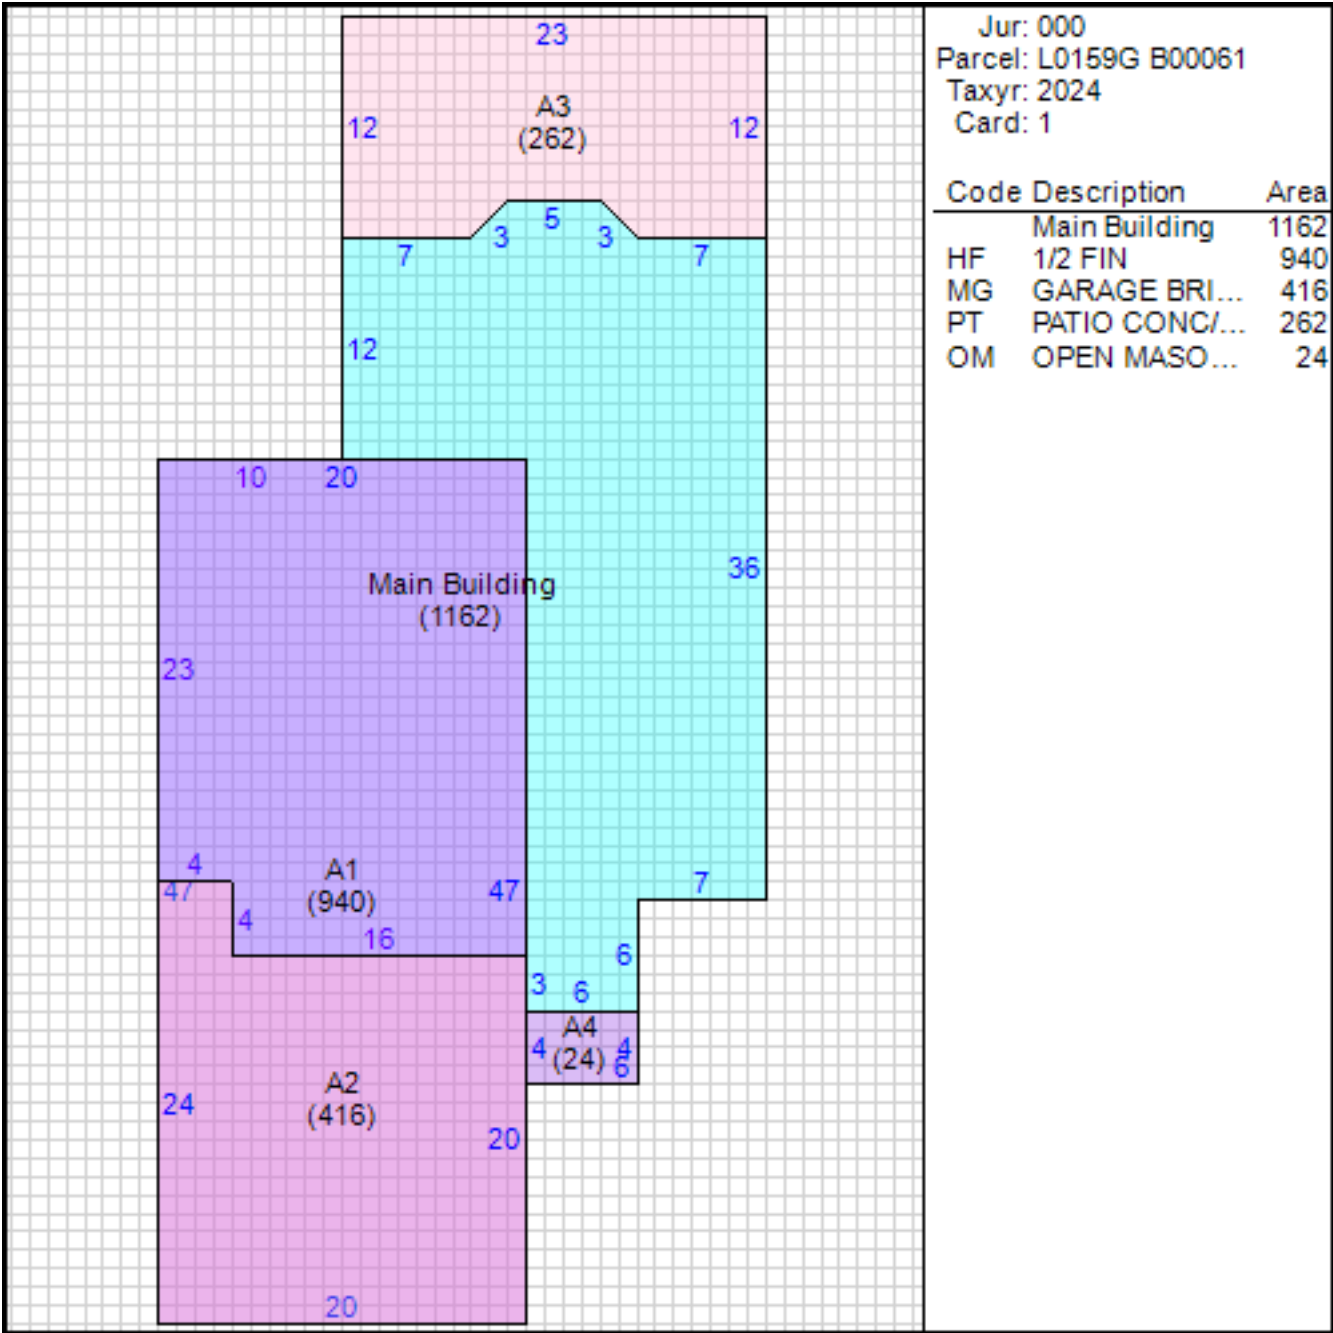 23
A3
12
12
(262)
5
3
3
7
7
12
10
20
36
Main Building
(1162)
23
4
A1
47
47
7
(940)
4
16
6
3
6
A4
4
(24)
4
6
A2
24
(416)
20
20
Jur: 000
Parcel: L0159G B00061
Taxyr: 2024
Card: 1
Code Description Area
Main Building 1162
HF 1/2 FIN 940
MG GARAGE BRI... 416
PT PATIO CONC/... 262
OM OPEN MASO... 24